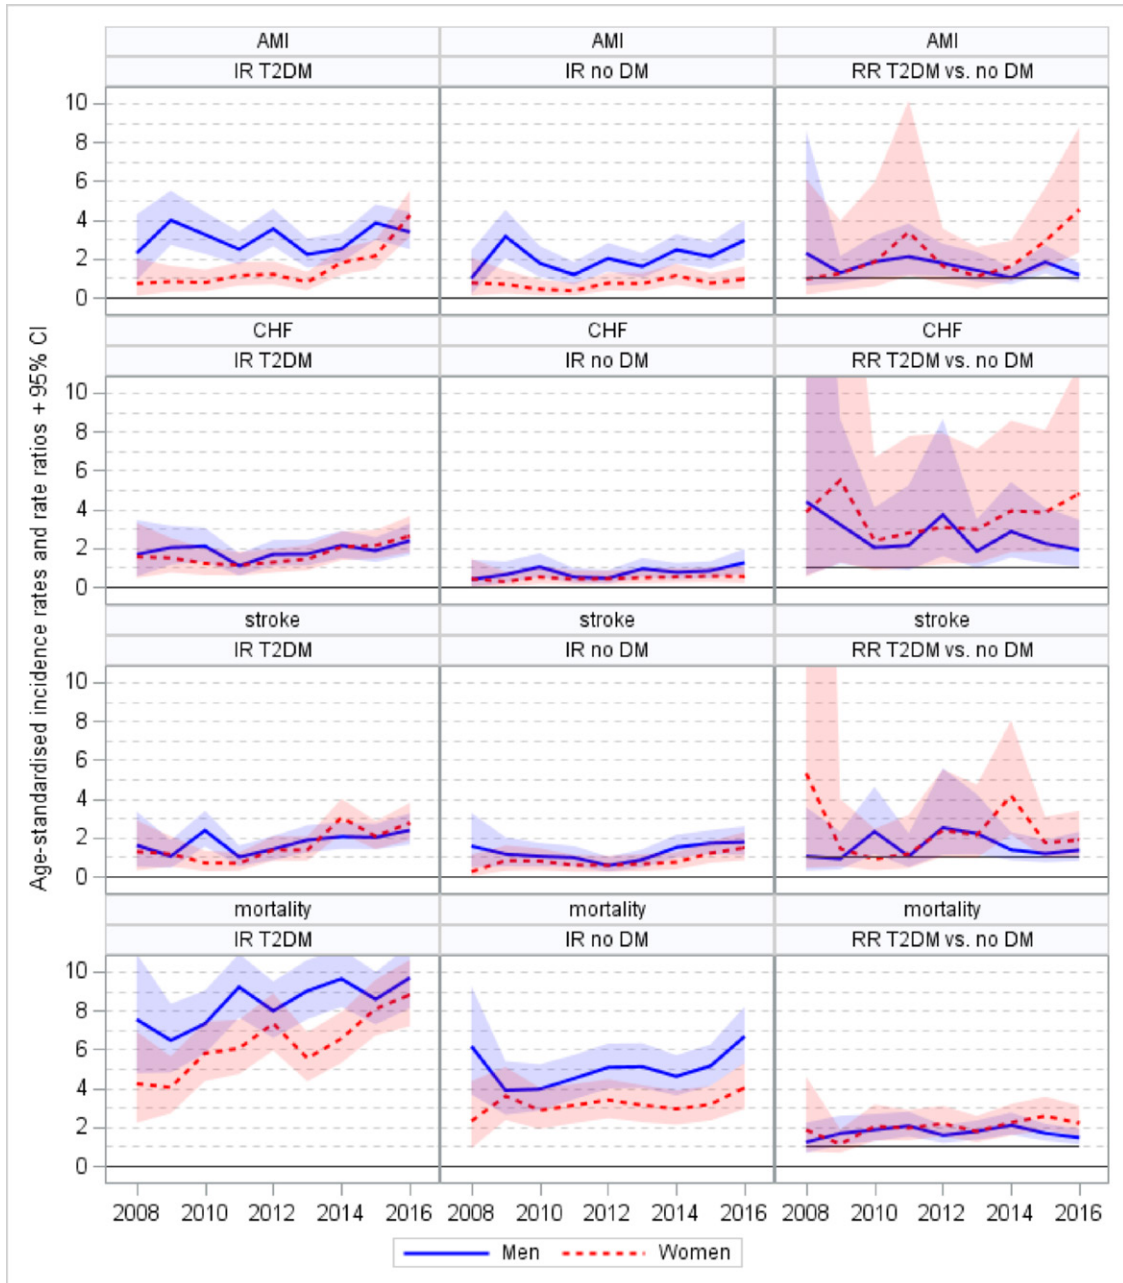 AMI AMI AMI
IR T2DM IR no DM RR T2DM vs. no DM
10
8
6
4
2
0
CHF CHF CHF
IR T2DM IR no DM RR T2DM vs. no DM
10
8
6
4
2
0
stroke stroke stroke
IR T2DM IR no DM RR T2DM vs. no DM
10
8
6
4
2
0
mortality mortality mortality
IR T2DM IR no DM RR T2DM vs. no DM
10
8
6
4
2
0
2008 2010 2012 2014 2016 2008 2010 2012 2014 2016 2008 2010 2012 2014 2016
Age-standardised incidence rates and rate ratios + 95% CI
Men Women